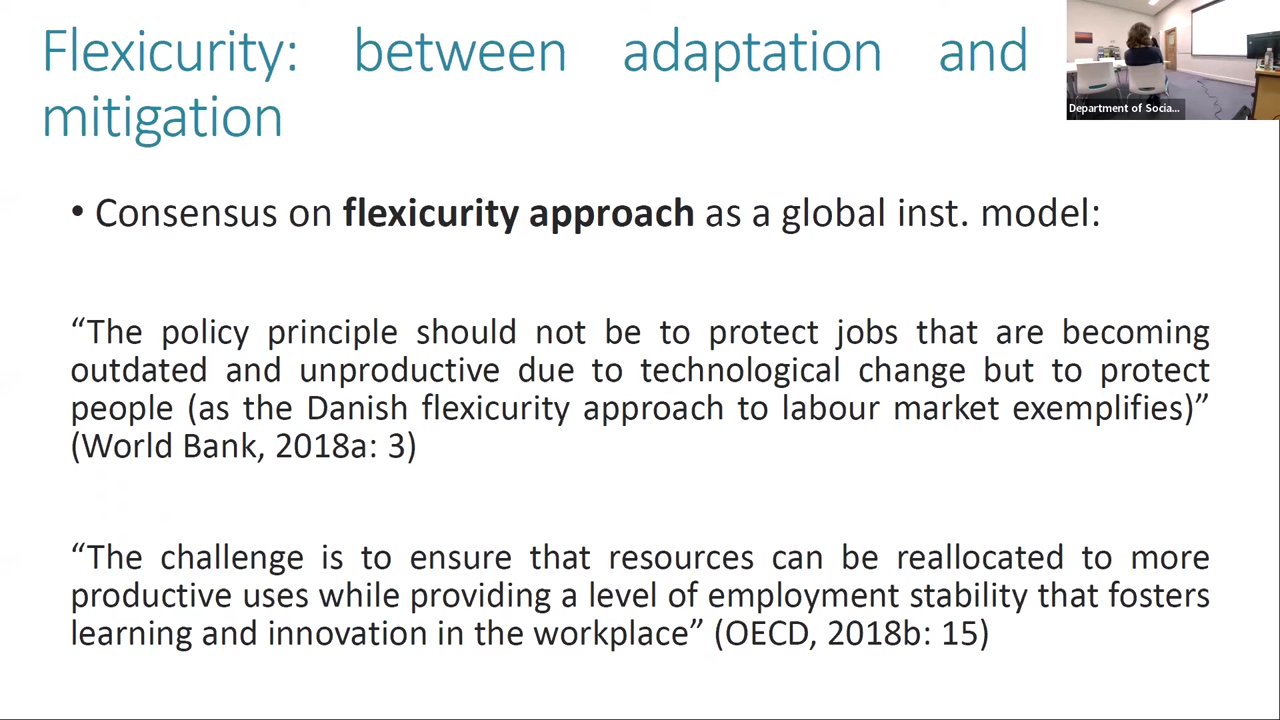 Flexicurity: between adaptation and
mitigation
Department of Socia...
• Consensus on flexicurity approach as a global inst. model:
“The policy principle should not be to protect jobs that are becoming
outdated and unproductive due to technological change but to protect
people (as the Danish flexicurity approach to labour market exemplifies)”
(World Bank, 2018a: 3)
“The challenge is to ensure that resources can be reallocated to more
productive uses while providing a level of employment stability that fosters
learning and innovation in the workplace” (OECD, 2018b: 15)